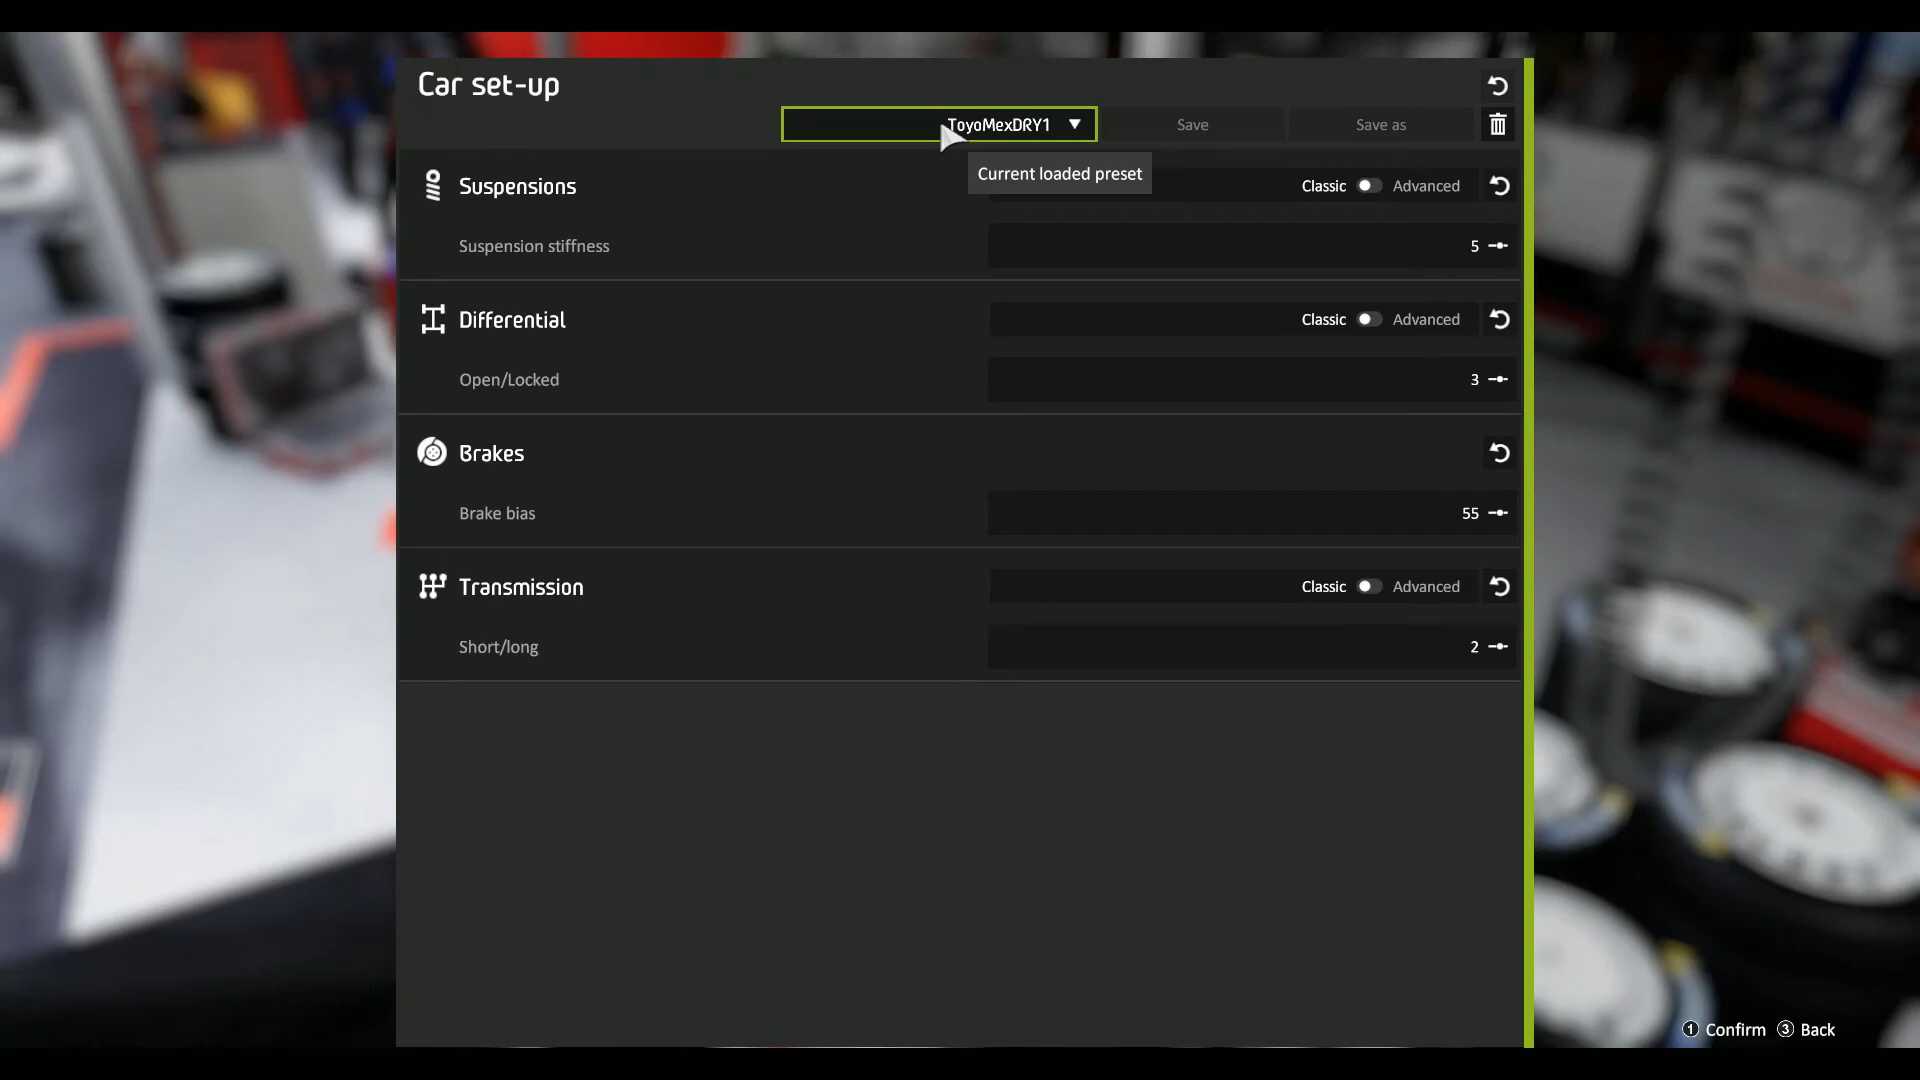 Car set-up
ToyoMexDRY1 Save Save as
Current loaded preset
Suspensions Classic Advanced
Suspension stiffness 5
Differential Classic Advanced
Open/Locked 3
Brakes
Brake bias 55
Transmission Classic Advanced
Short/long 2
1 Confirm 3 Back